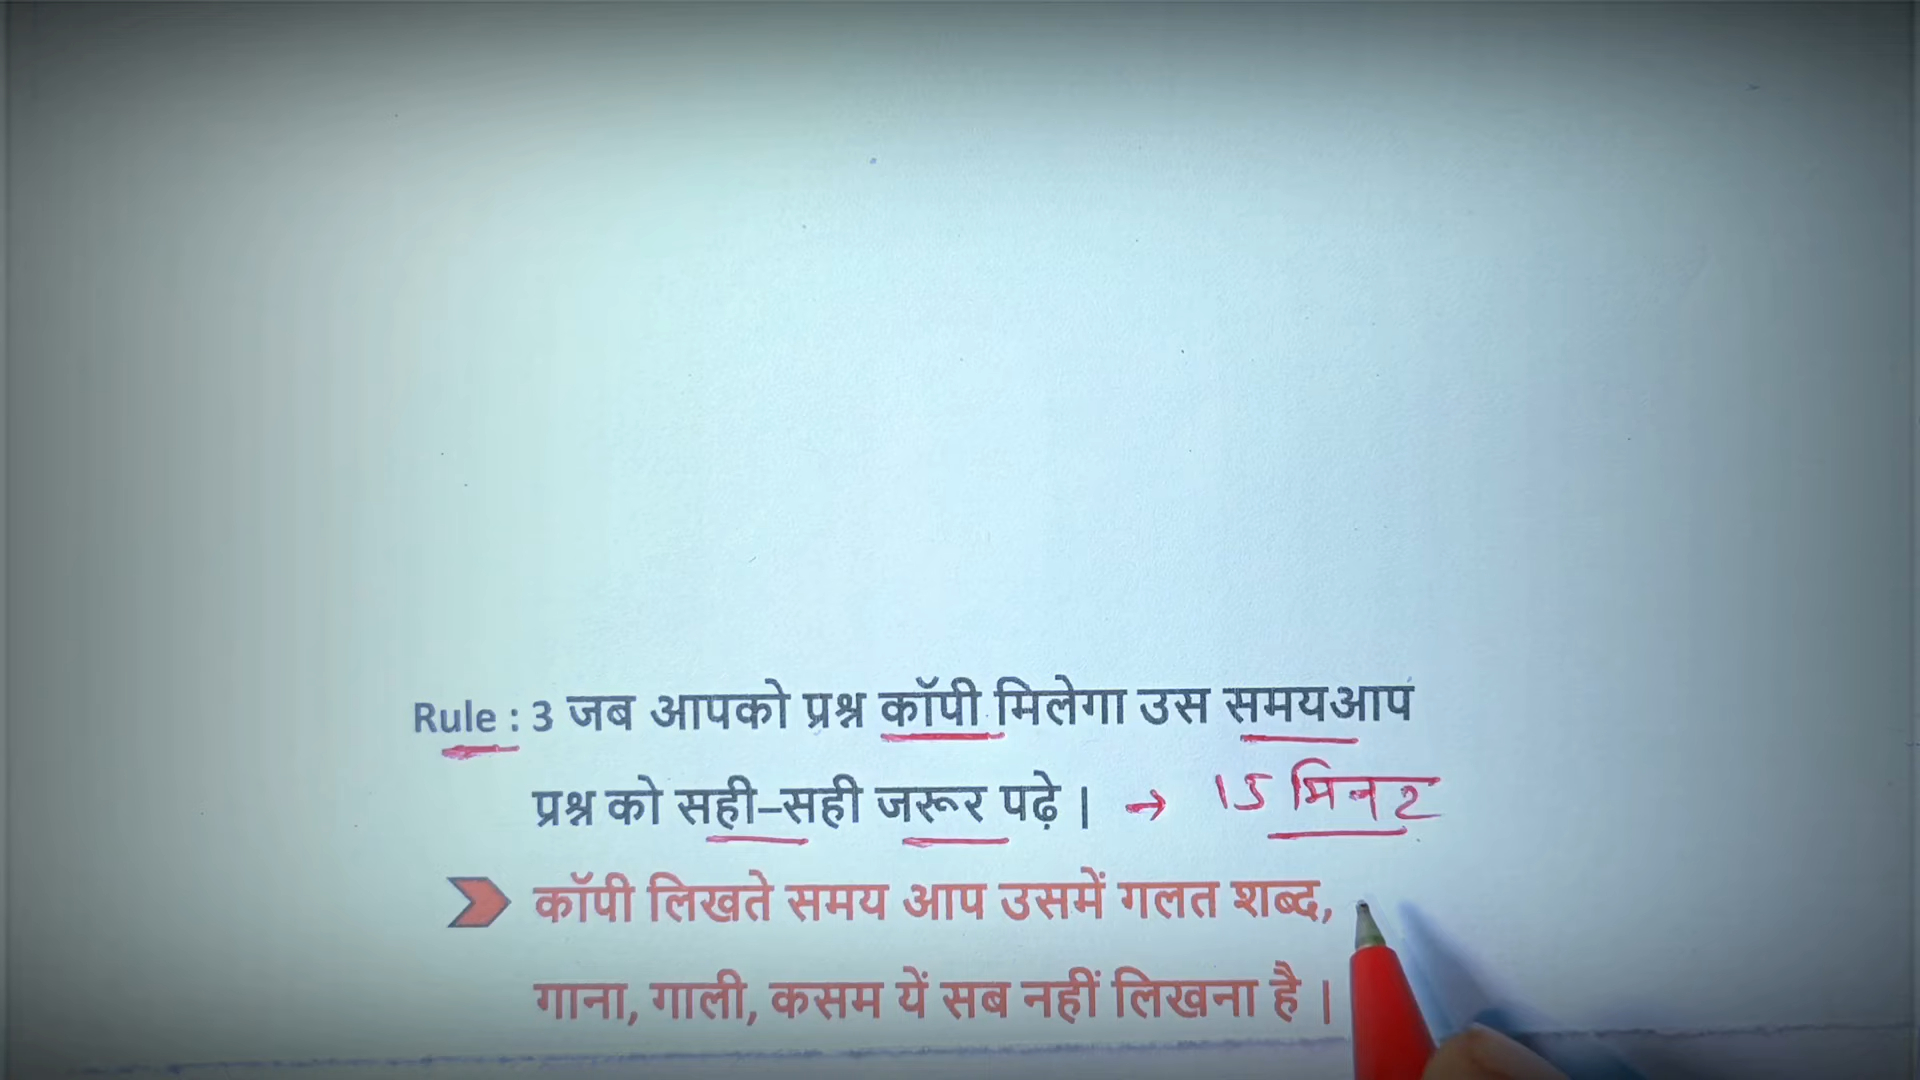 Rule : 3 जब आपको प्रश्न कॉपी मिलेगा उस समयआप
प्रश्न को सही–सही जरूर पढ़े | → 15 मिनट
कॉपी लिखते समय आप उसमें गलत शब्द,
गाना, गाली, कसम यें सब नहीं लिखना है |